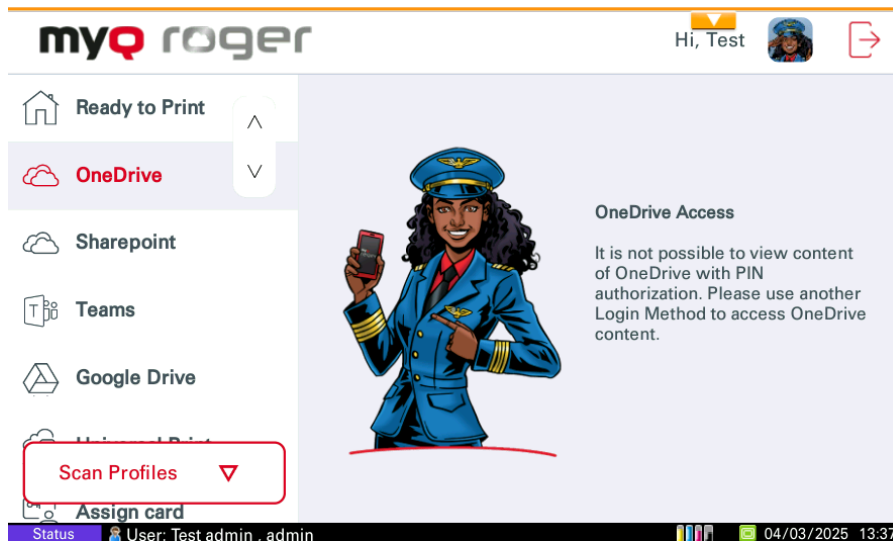 myQ roger
Hi, Test
Ready to Print
OneDrive
Sharepoint
Teams
Google Drive
Scan Profiles
Assign card
OneDrive Access
It is not possible to view content
of OneDrive with PIN
authorization. Please use another
Login Method to access OneDrive
content.
Status
User: Test admin , admin
04/03/2025 13:37